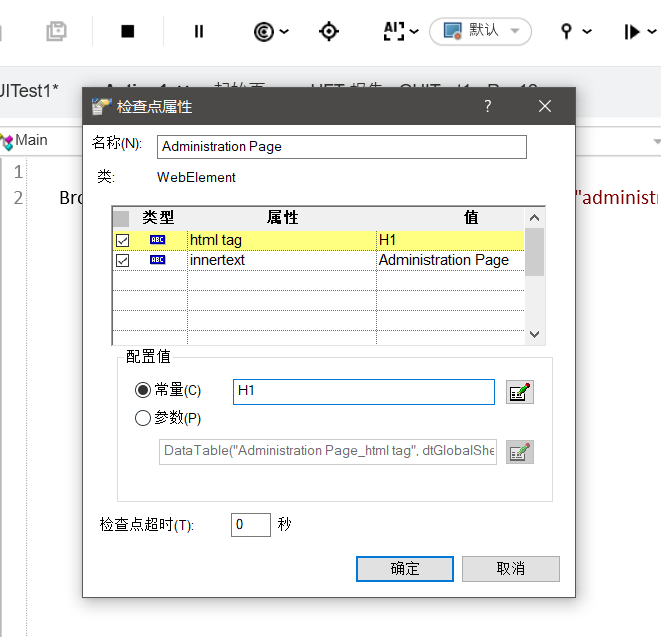 AI
默认
UITest1*
检查点属性
?
Main
名称(N):
Administration Page
类:
WebElement
1
2
Bro
"administr
类型
属性
值
ABC
html tag
H1
ABC
innertext
Administration Page
配置值
常量(C)
H1
参数(P)
DataTable("Administration Page_html tag", dtGlobalShe
检查点超时(T):
0
秒
确定
取消